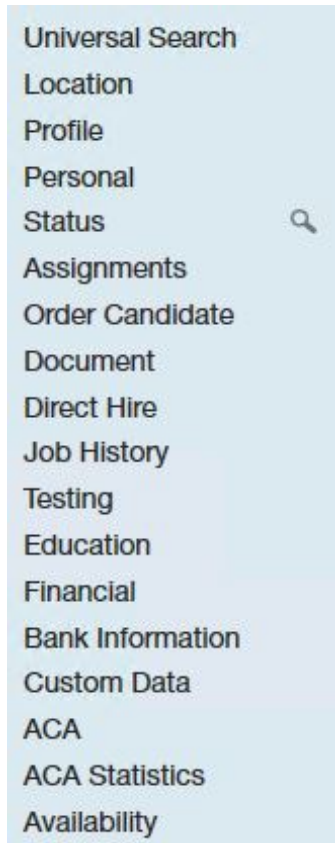 Universal Search
Location
Profile
Personal
Status
Assignments
Order Candidate
Document
Direct Hire
Job History
Testing
Education
Financial
Bank Information
Custom Data
ACA
ACA Statistics
Availability